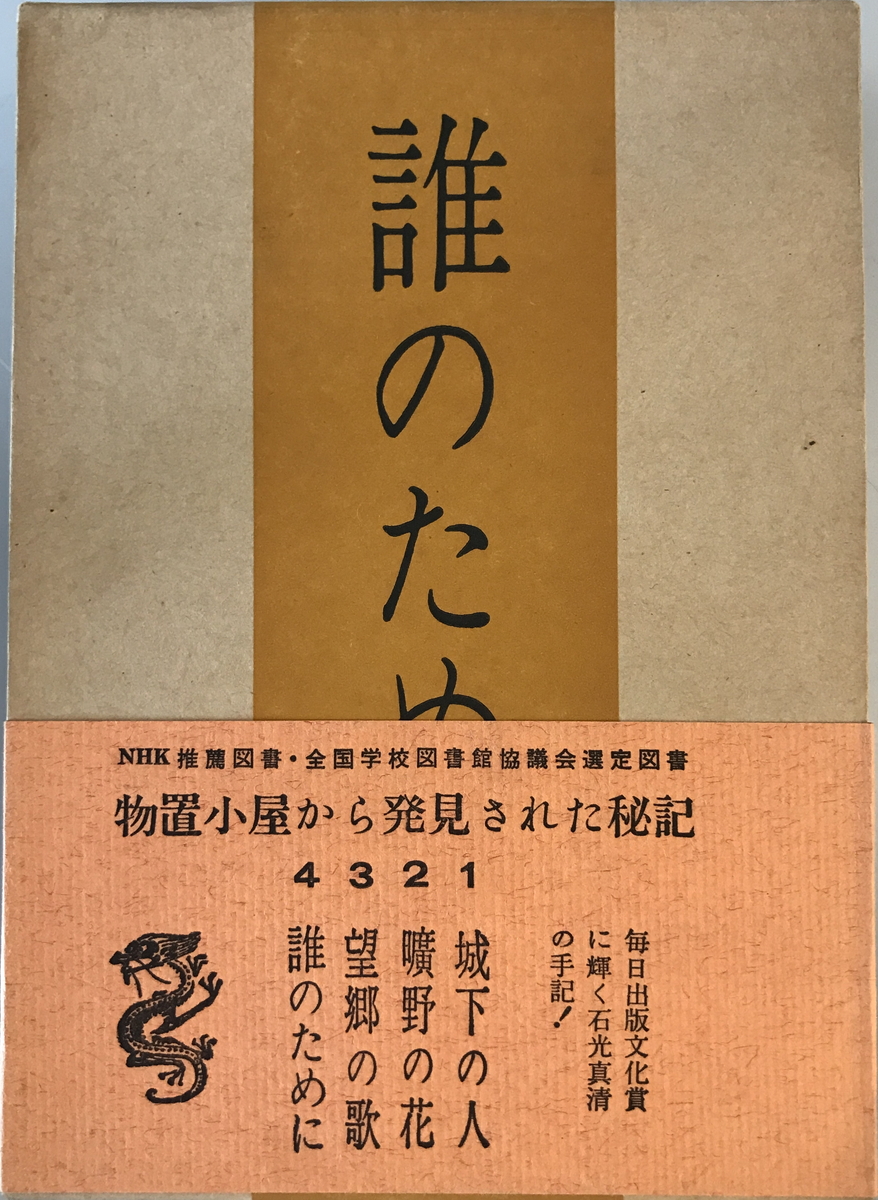 誰のため
NHK推薦図書・全国学校図書館協議会選定図書
物置小屋から発見された秘記
毎日出版文化賞
に輝く石光真清
の手記！
1 城下の人
2 曠野の花
3 望郷の歌
4 誰のために